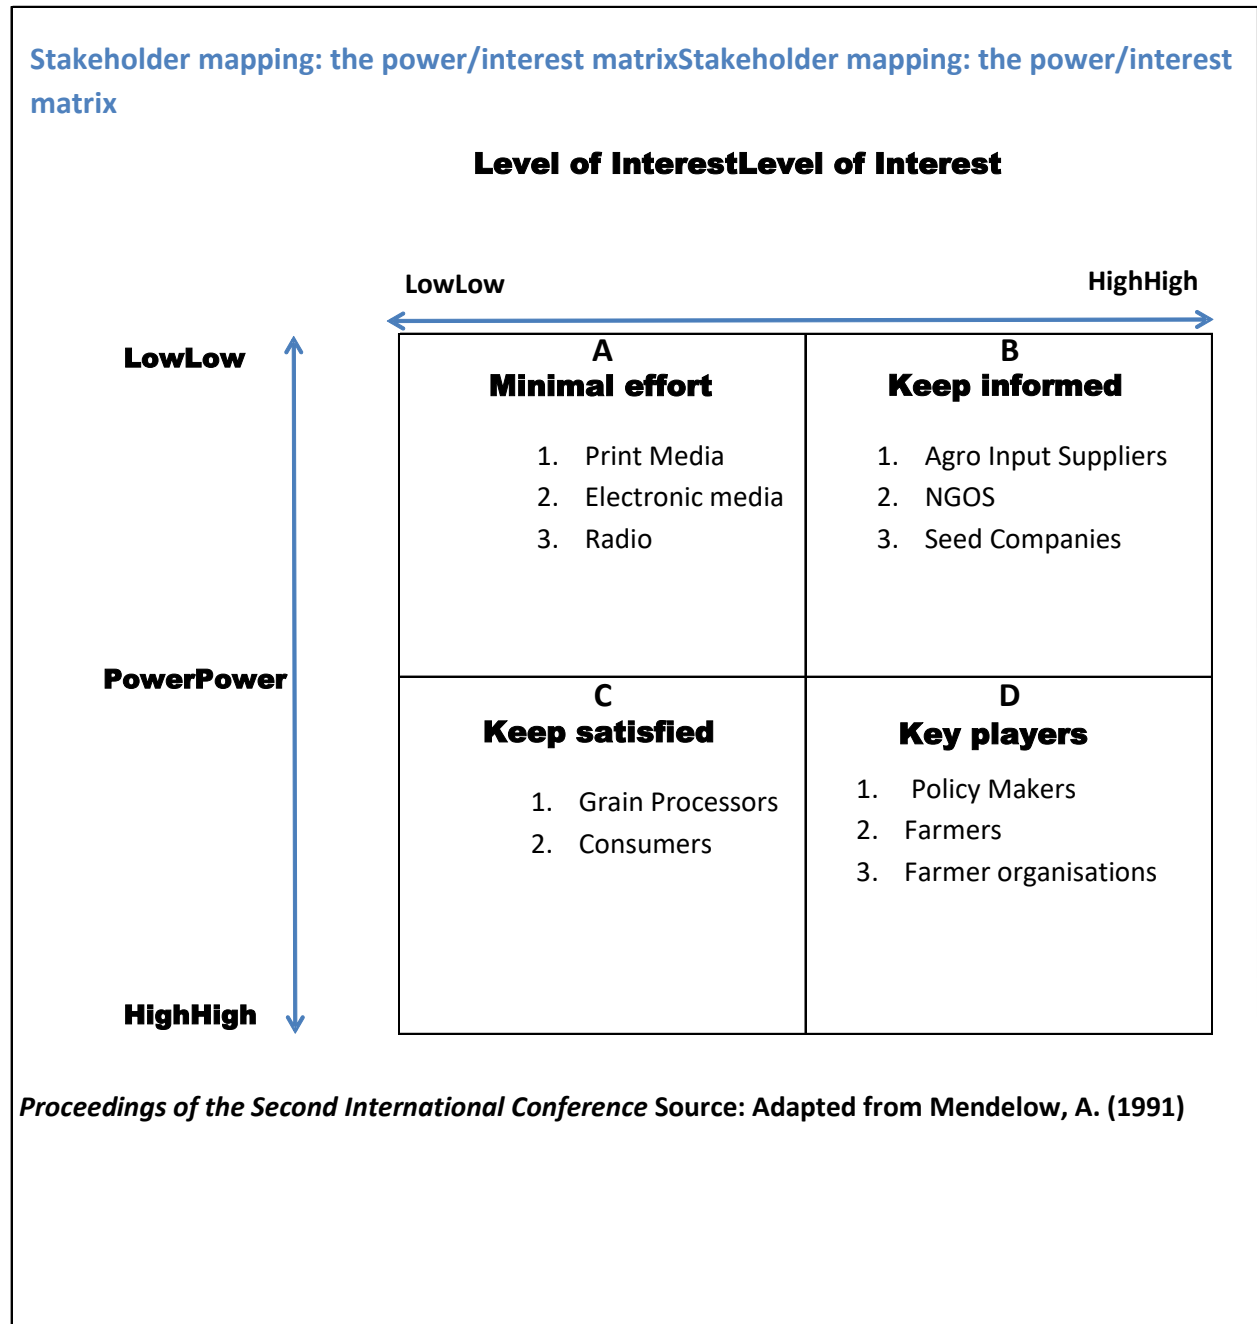 Stakeholder mapping: the power/interest matrixStakeholder mapping: the power/interest
matrix
Level of InterestLevel of Interest
LowLow
HighHigh
LowLow
A
Minimal effort
1. Print Media
2. Electronic media
3. Radio
B
Keep informed
1. Agro Input Suppliers
2. NGOS
3. Seed Companies
PowerPower
C
Keep satisfied
1. Grain Processors
2. Consumers
D
Key players
1. Policy Makers
2. Farmers
3. Farmer organisations
HighHigh
Proceedings of the Second International Conference Source: Adapted from Mendelow, A. (1991)